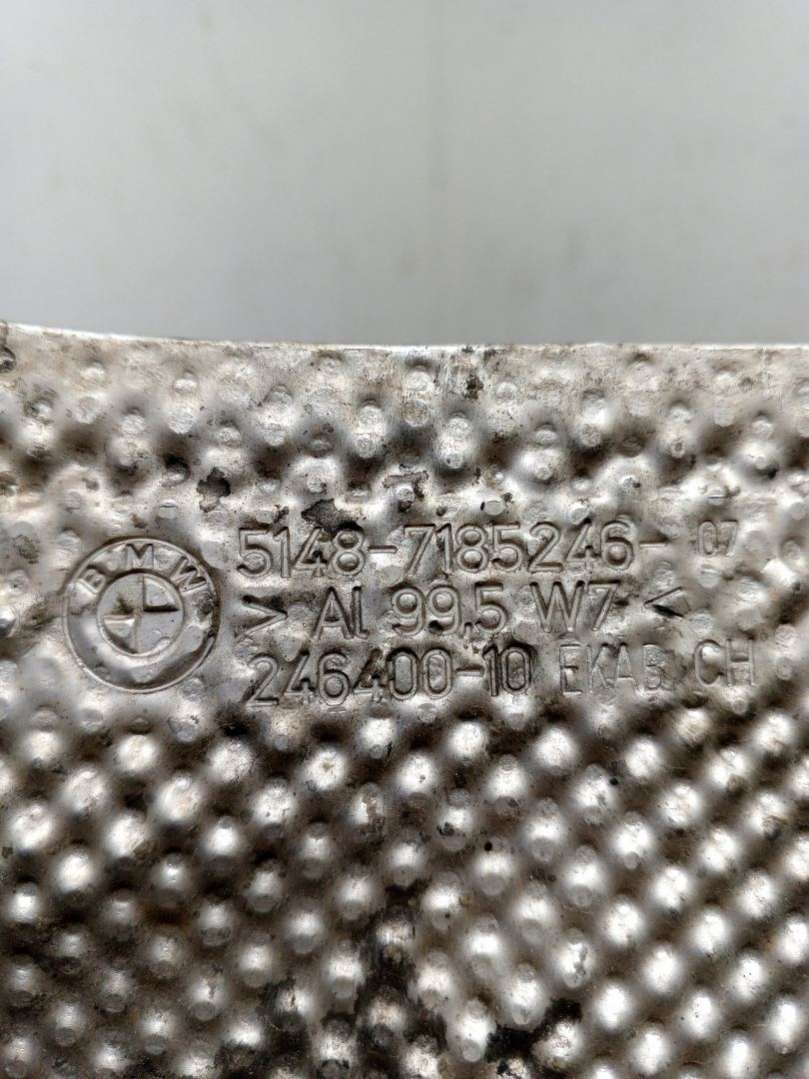 BMW
5148-7185246-07
> Al 99,5 W7 <
246400-10 EKAB CH